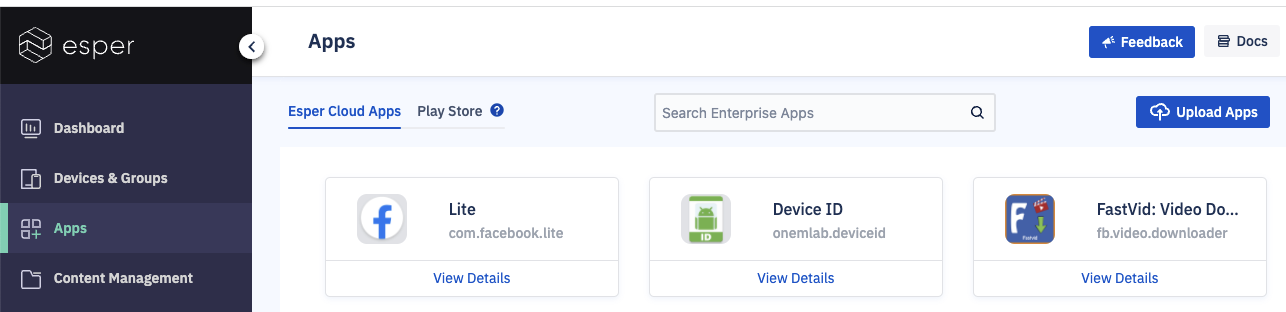 esper
Apps
Feedback
Docs
Dashboard
Devices & Groups
Apps
Content Management
Esper Cloud Apps
Play Store ?
Search Enterprise Apps
Upload Apps
Lite
com.facebook.lite
View Details
ID
Device ID
onemlab.deviceid
View Details
F
Fastvid
FastVid: Video Do...
fb.video.downloader
View Details